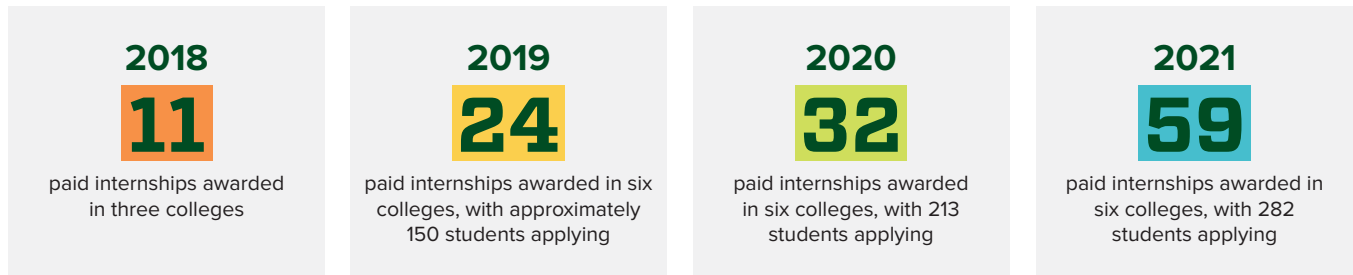 2018
11
paid internships awarded
in three colleges
2019
24
paid internships awarded in six
colleges, with approximately
150 students applying
2020
32
paid internships awarded
in six colleges, with 213
students applying
2021
59
paid internships awarded in
six colleges, with 282
students applying